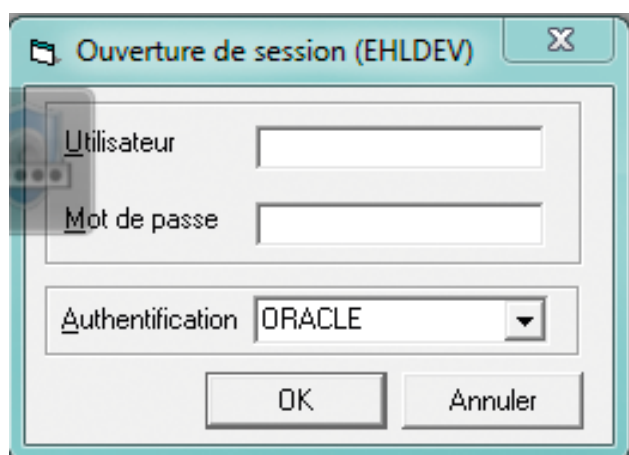 Ouverture de session (EHLDEV)
Utilisateur
Mot de passe
Authentification ORACLE
OK Annuler